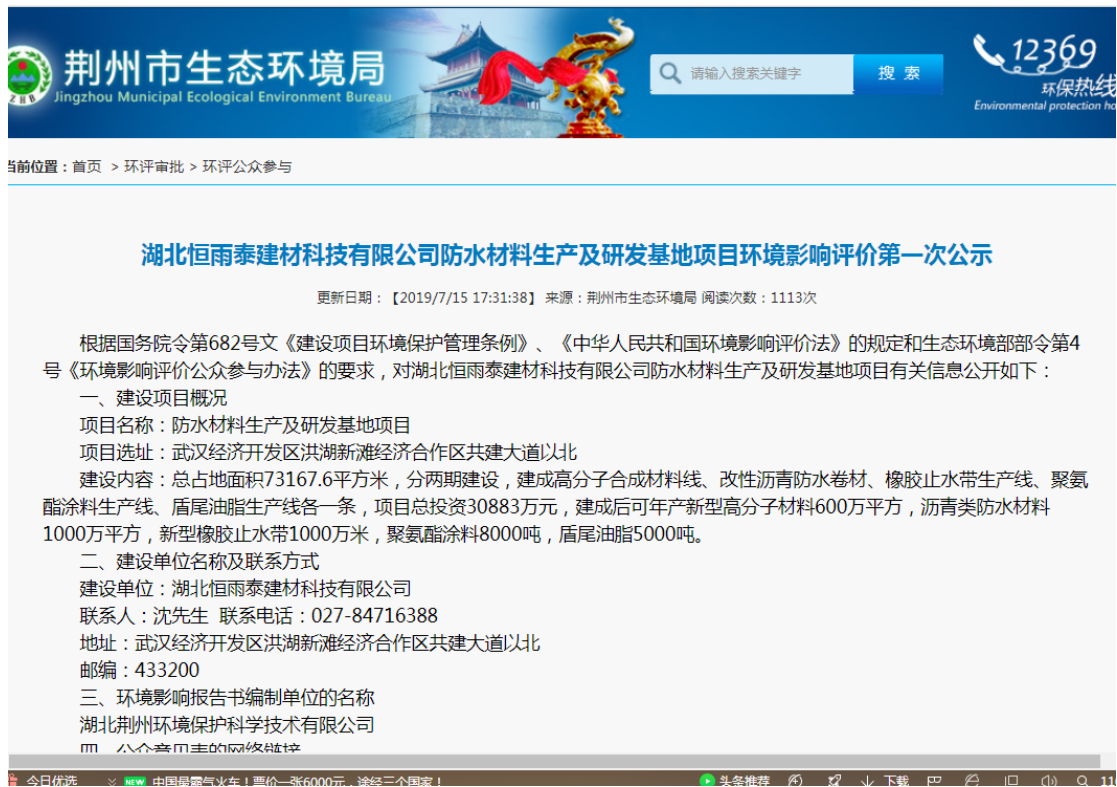 荆州市生态环境局
Jingzhou Municipal Ecological Environment Bureau
ZHB
请输入搜索关键字
搜 索
12369
环保热线
Environmental protection ho
当前位置：首页 > 环评审批 > 环评公众参与
湖北恒雨泰建材科技有限公司防水材料生产及研发基地项目环境影响评价第一次公示
更新日期：【2019/7/15 17:31:38】 来源：荆州市生态环境局 阅读次数：1113次
根据国务院令第682号文《建设项目环境保护管理条例》、《中华人民共和国环境影响评价法》的规定和生态环境部部令第4
号《环境影响评价公众参与办法》的要求，对湖北恒雨泰建材科技有限公司防水材料生产及研发基地项目有关信息公开如下：
一、建设项目概况
项目名称：防水材料生产及研发基地项目
项目选址：武汉经济开发区洪湖新滩经济合作区共建大道以北
建设内容：总占地面积73167.6平方米，分两期建设，建成高分子合成材料线、改性沥青防水卷材、橡胶止水带生产线、聚氨
酯涂料生产线、盾尾油脂生产线各一条，项目总投资30883万元，建成后可年产新型高分子材料600万平方，沥青类防水材料
1000万平方，新型橡胶止水带1000万米，聚氨酯涂料8000吨，盾尾油脂5000吨。
二、建设单位名称及联系方式
建设单位：湖北恒雨泰建材科技有限公司
联系人：沈先生 联系电话：027-84716388
地址：武汉经济开发区洪湖新滩经济合作区共建大道以北
邮编：433200
三、环境影响报告书编制单位的名称
湖北荆州环境保护科学技术有限公司
四、公众意见表的网络链接
今日优选
NEW 中国最霸气火车！票价一张6000元，途经三个国家！
头条推荐
下载
110